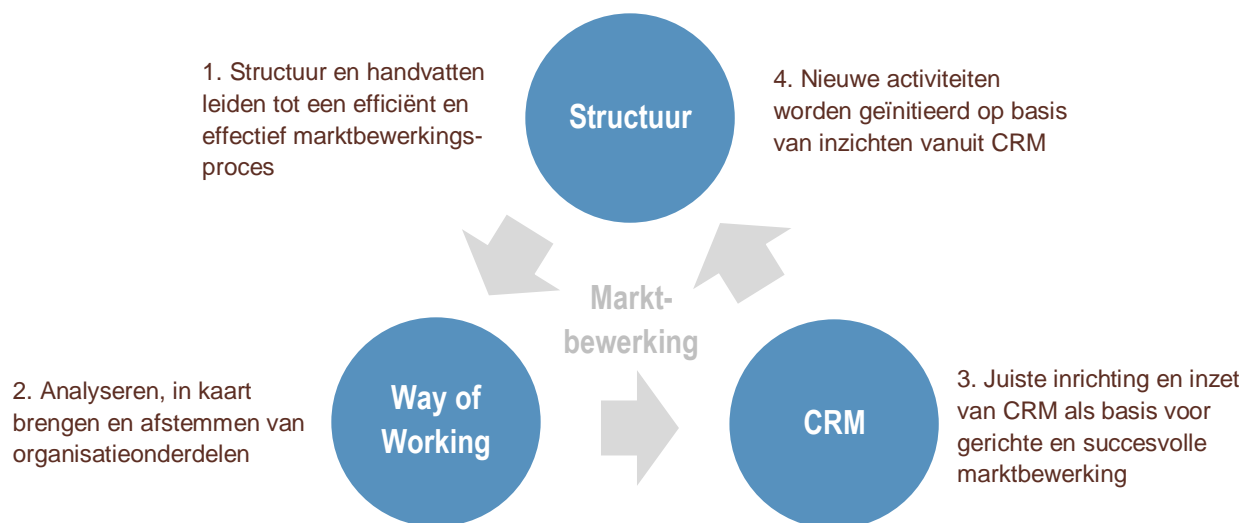 1. Structuur en handvatten
leiden tot een efficiënt en
effectief marktbewerkings-
proces
Structuur
4. Nieuwe activiteiten
worden geïnitieerd op basis
van inzichten vanuit CRM
Markt-
bewerking
2. Analyseren, in kaart
brengen en afstemmen van
organisatieonderdelen
Way of
Working
CRM
3. Juiste inrichting en inzet
van CRM als basis voor
gerichte en succesvolle
marktbewerking